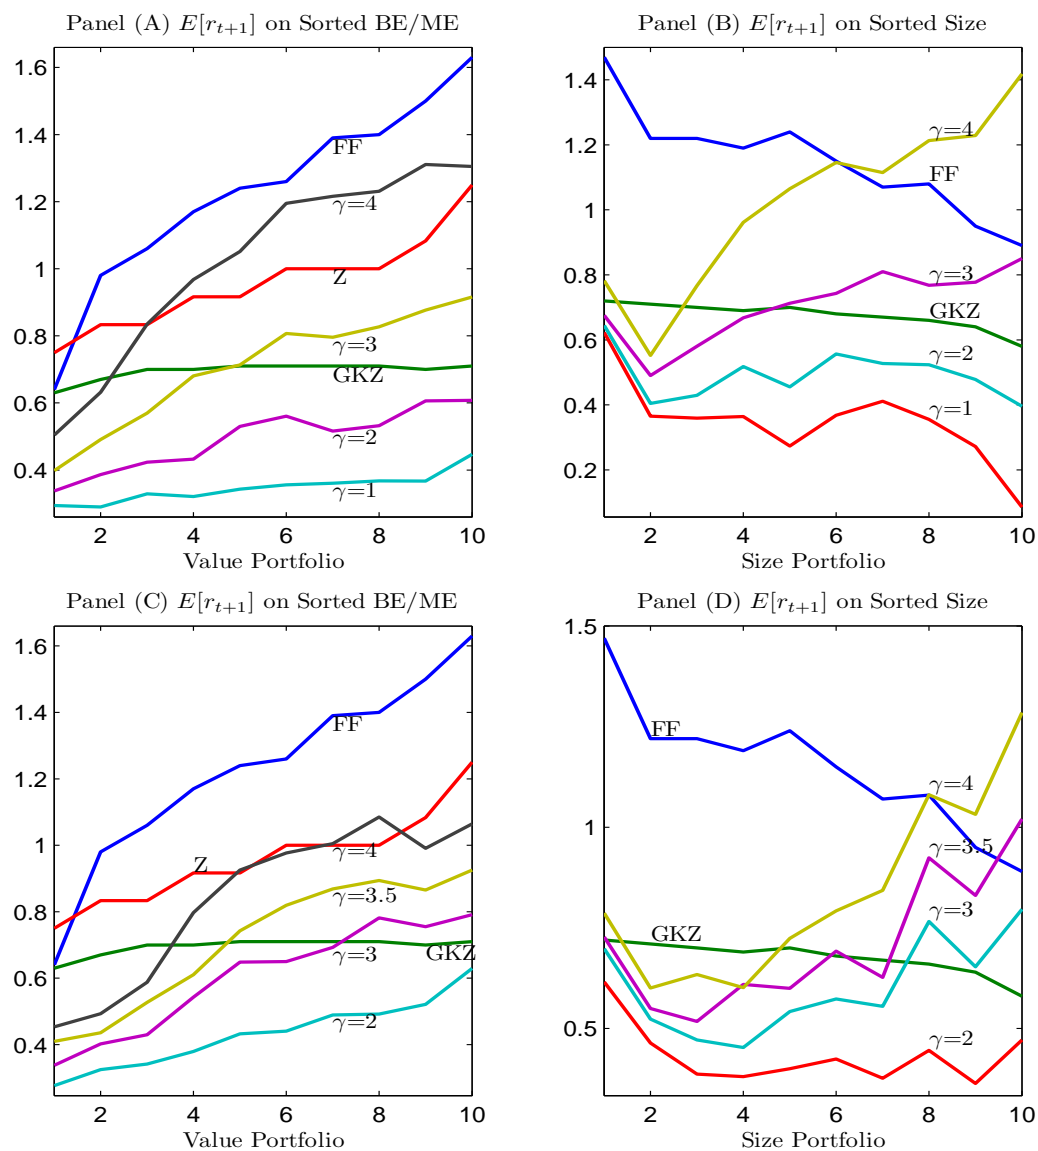 Panel (A) E[r_{t+1}] on Sorted BE/ME
1.6
1.4
1.2
1
0.8
0.6
0.4
FF
γ=4
Z
γ=3
GKZ
γ=2
γ=1
2 4 6 8 10
Value Portfolio
Panel (B) E[r_{t+1}] on Sorted Size
1.4
1.2
1
0.8
0.6
0.4
0.2
γ=4
FF
γ=3
GKZ
γ=2
γ=1
2 4 6 8 10
Size Portfolio
Panel (C) E[r_{t+1}] on Sorted BE/ME
1.6
1.4
1.2
1
0.8
0.6
0.4
FF
Z
γ=4
γ=3.5
γ=3
GKZ
γ=2
2 4 6 8 10
Value Portfolio
Panel (D) E[r_{t+1}] on Sorted Size
1.5
1
0.5
FF
γ=4
γ=3.5
γ=3
GKZ
γ=2
2 4 6 8 10
Size Portfolio